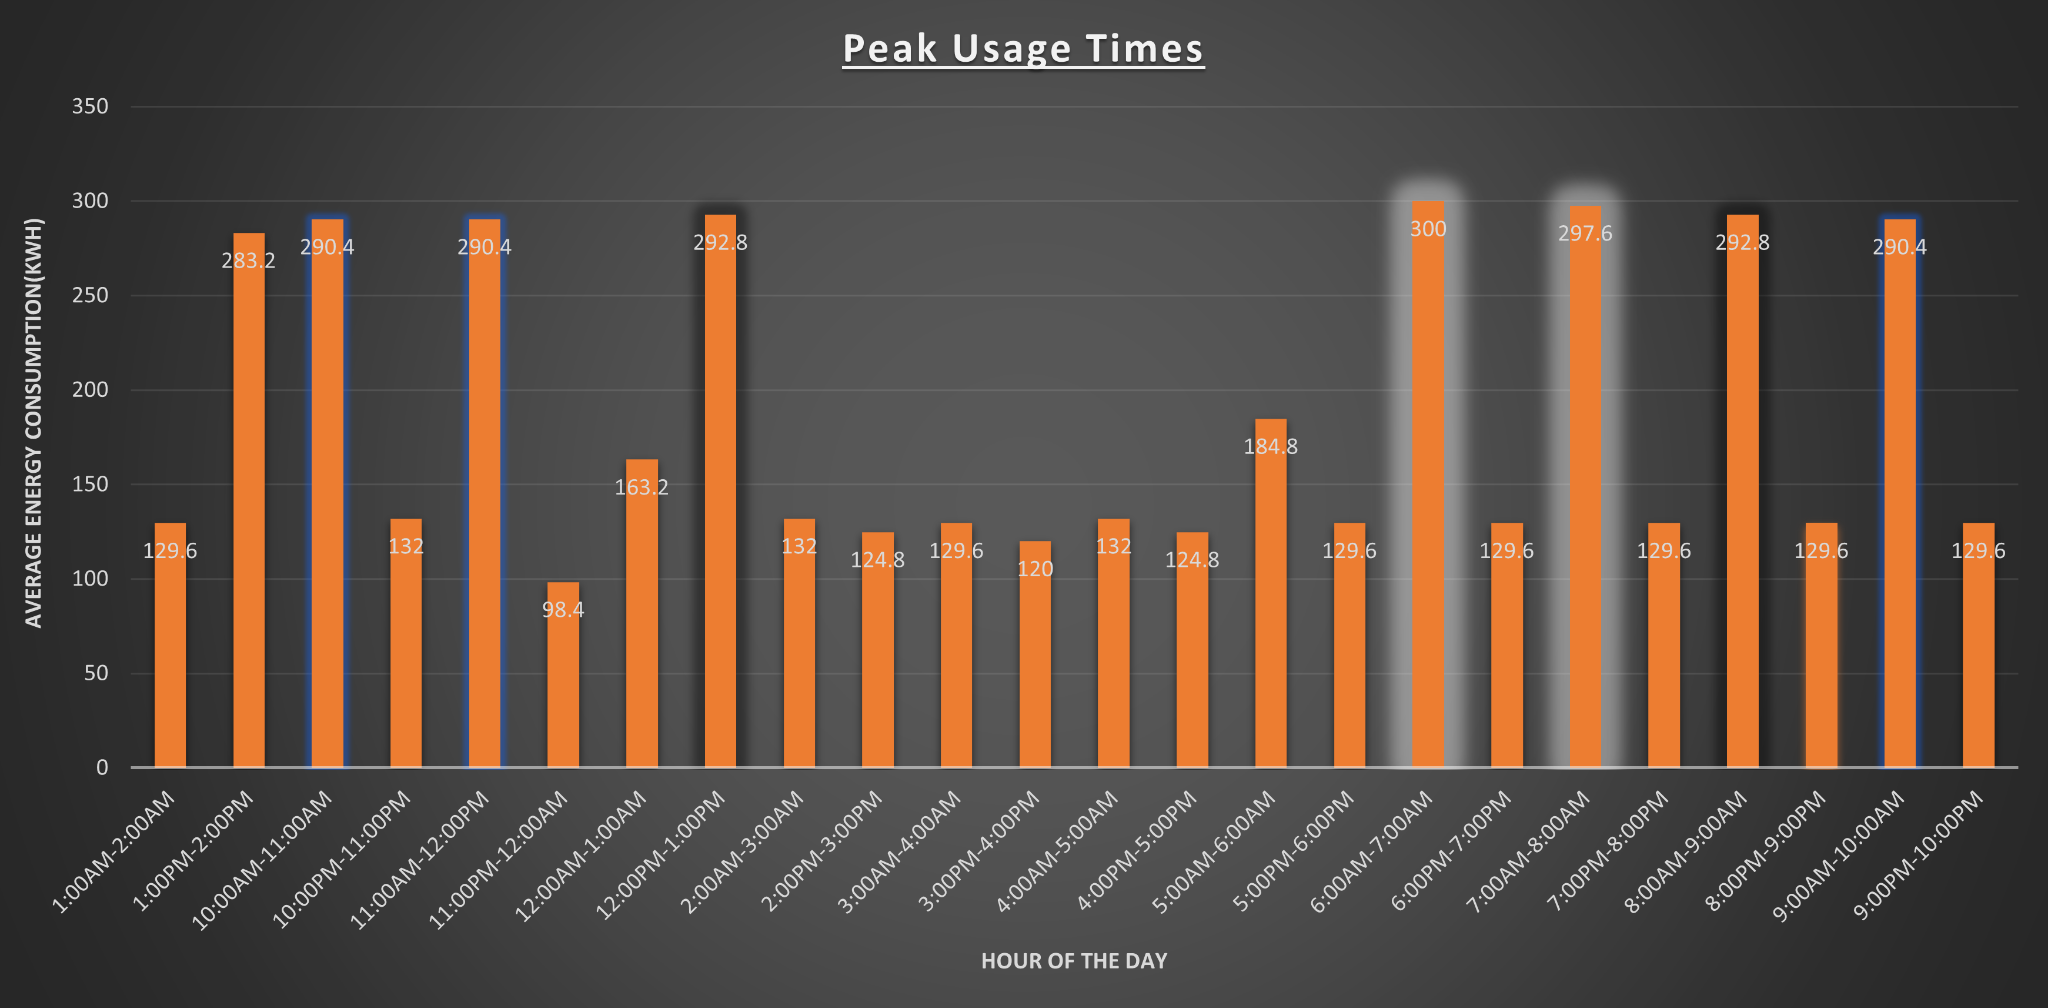 Peak Usage Times
AVERAGE ENERGY CONSUMPTION(KWH)
350
300
250
200
150
100
50
0
129.6
283.2
290.4
132
290.4
98.4
163.2
292.8
132
124.8
129.6
120
132
124.8
184.8
129.6
300
129.6
297.6
129.6
292.8
129.6
290.4
129.6
1:00AM-2:00AM
1:00PM-2:00PM
10:00AM-11:00AM
10:00PM-11:00PM
11:00AM-12:00PM
11:00PM-12:00AM
12:00AM-1:00AM
12:00PM-1:00PM
2:00AM-3:00AM
2:00PM-3:00PM
3:00AM-4:00AM
3:00PM-4:00PM
4:00AM-5:00AM
4:00PM-5:00PM
5:00AM-6:00AM
5:00PM-6:00PM
6:00AM-7:00AM
6:00PM-7:00PM
7:00AM-8:00AM
7:00PM-8:00PM
8:00AM-9:00AM
8:00PM-9:00PM
9:00AM-10:00AM
9:00PM-10:00PM
HOUR OF THE DAY